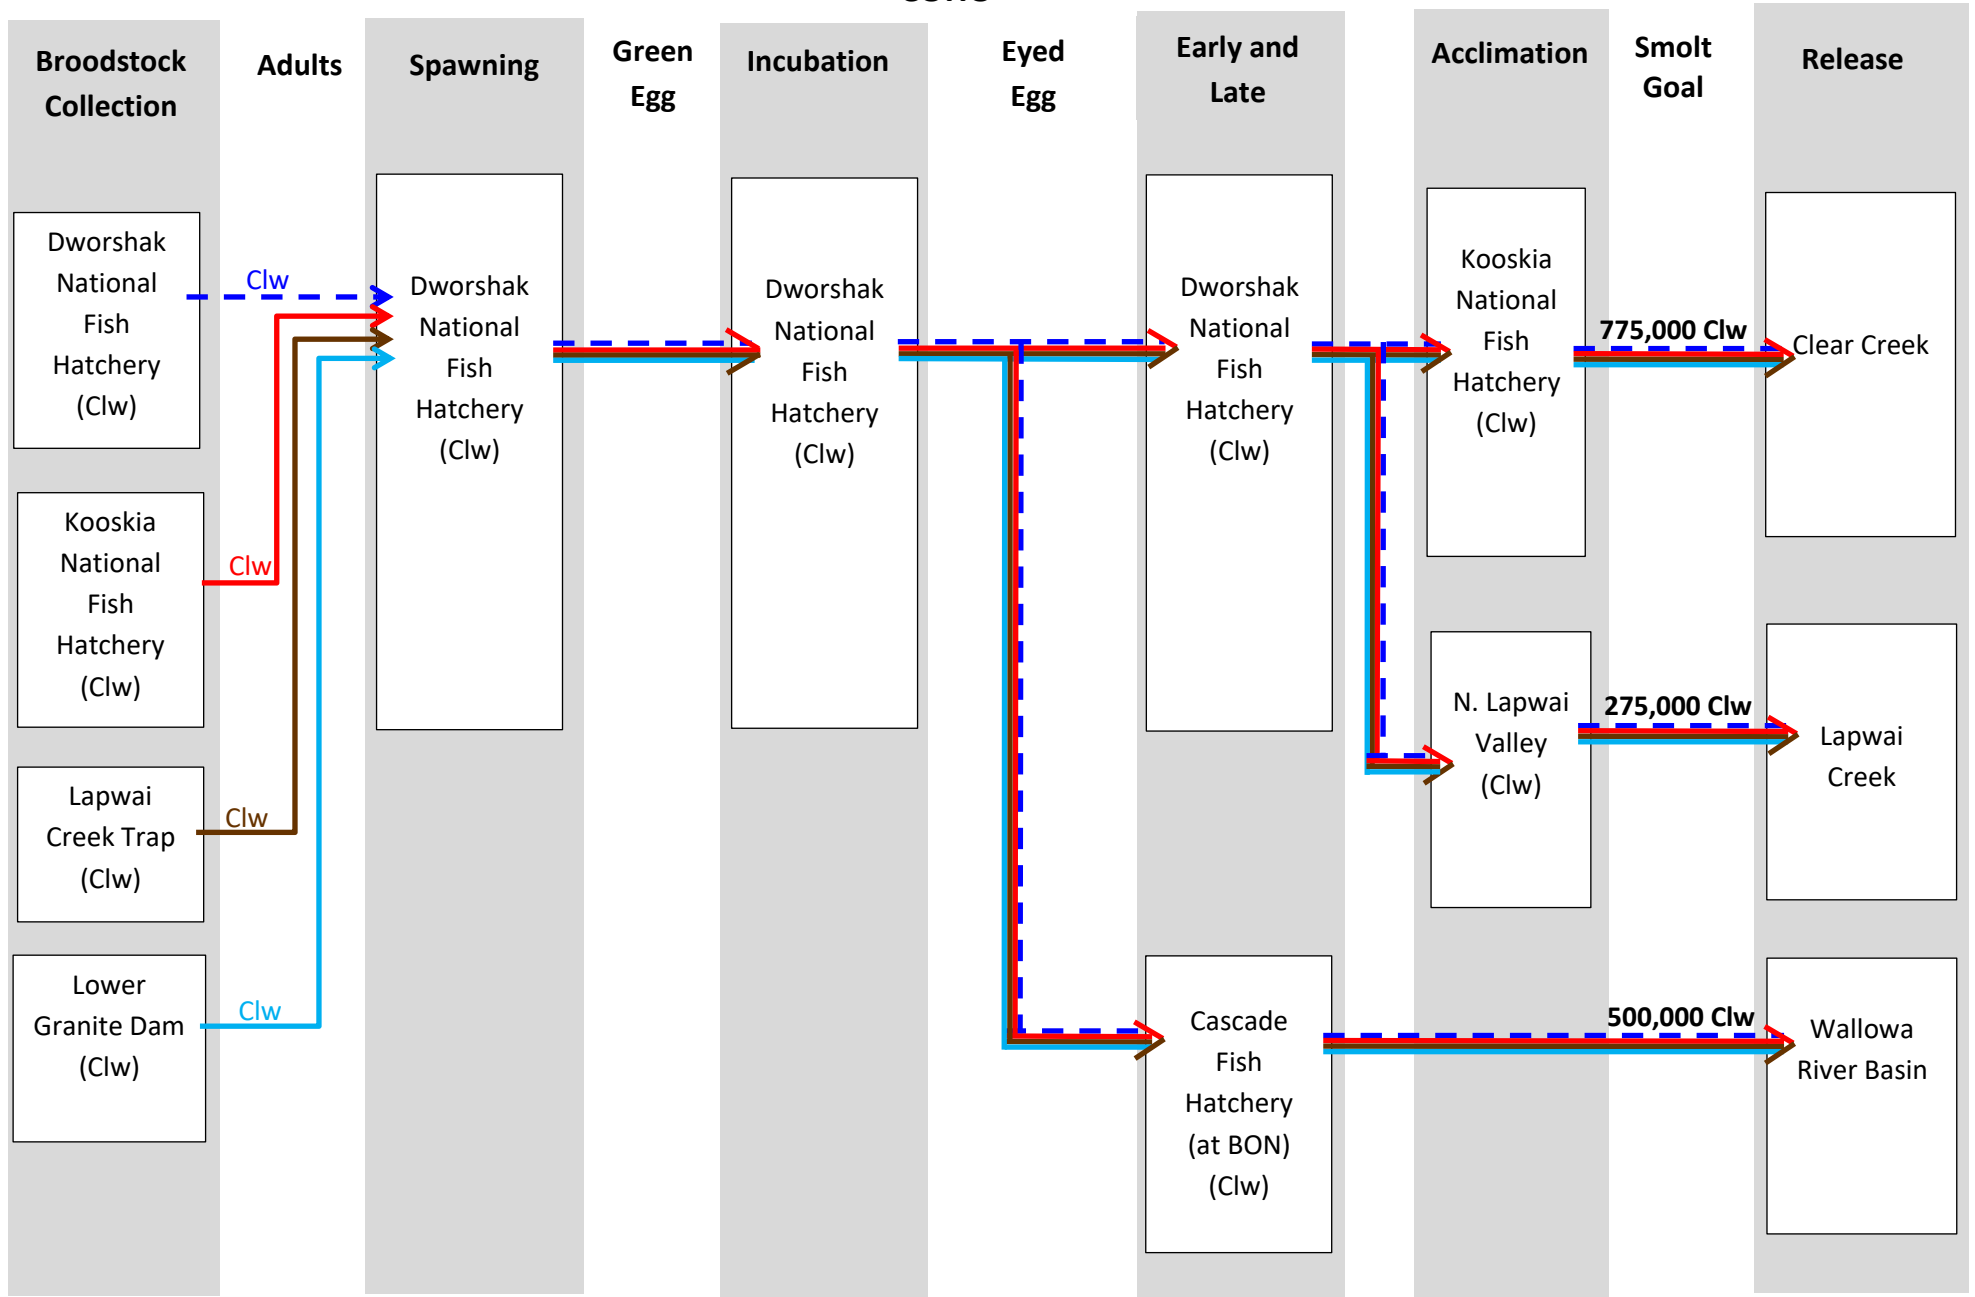 Broodstock
Collection
Adults
Spawning
Green
Egg
Incubation
Eyed
Egg
Early and
Late
Acclimation
Smolt
Goal
Release
Dworshak
National
Fish
Hatchery
(Clw)
Kooskia
National
Fish
Hatchery
(Clw)
Lapwai
Creek Trap
(Clw)
Lower
Granite Dam
(Clw)
Clw
Clw
Clw
Clw
Dworshak
National
Fish
Hatchery
(Clw)
Dworshak
National
Fish
Hatchery
(Clw)
Dworshak
National
Fish
Hatchery
(Clw)
Cascade
Fish
Hatchery
(at BON)
(Clw)
Kooskia
National
Fish
Hatchery
(Clw)
N. Lapwai
Valley
(Clw)
775,000 Clw
275,000 Clw
500,000 Clw
Clear Creek
Lapwai
Creek
Wallowa
River Basin